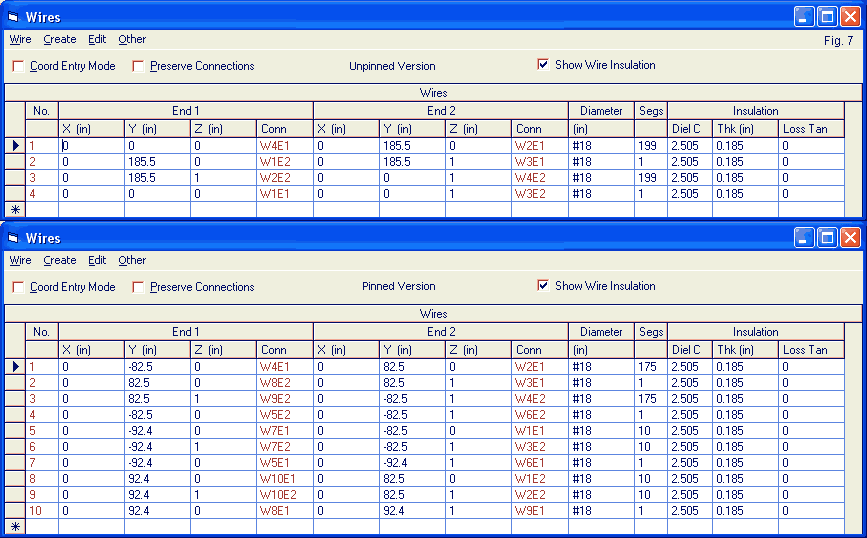 Wires
Wire Create Edit Other Fig. 7
Coord Entry Mode Preserve Connections Unpinned Version Show Wire Insulation
Wires
No. End 1 End 2 Diameter Segs Insulation
X (in) Y (in) Z (in) Conn X (in) Y (in) Z (in) Conn (in) Diel C Thk (in) Loss Tan
1 0 0 0 W4E1 0 185.5 0 W2E1 #18 199 2.505 0.185 0
2 0 185.5 0 W1E2 0 185.5 1 W3E1 #18 1 2.505 0.185 0
3 0 185.5 1 W2E2 0 0 1 W4E2 #18 199 2.505 0.185 0
4 0 0 0 W1E1 0 0 1 W3E2 #18 1 2.505 0.185 0
*
Wires
Wire Create Edit Other
Coord Entry Mode Preserve Connections Pinned Version Show Wire Insulation
Wires
No. End 1 End 2 Diameter Segs Insulation
X (in) Y (in) Z (in) Conn X (in) Y (in) Z (in) Conn (in) Diel C Thk (in) Loss Tan
1 0 -82.5 0 W4E1 0 82.5 0 W2E1 #18 175 2.505 0.185 0
2 0 82.5 0 W8E2 0 82.5 1 W3E1 #18 1 2.505 0.185 0
3 0 82.5 1 W9E2 0 -82.5 1 W4E2 #18 175 2.505 0.185 0
4 0 -82.5 0 W5E2 0 -82.5 1 W6E2 #18 1 2.505 0.185 0
5 0 -92.4 0 W7E1 0 -82.5 0 W1E1 #18 10 2.505 0.185 0
6 0 -92.4 1 W7E2 0 -82.5 1 W3E2 #18 10 2.505 0.185 0
7 0 -92.4 0 W5E1 0 -92.4 1 W6E1 #18 1 2.505 0.185 0
8 0 92.4 0 W10E1 0 82.5 0 W1E2 #18 10 2.505 0.185 0
9 0 92.4 1 W10E2 0 82.5 1 W2E2 #18 10 2.505 0.185 0
10 0 92.4 0 W8E1 0 92.4 1 W9E1 #18 1 2.505 0.185 0
*